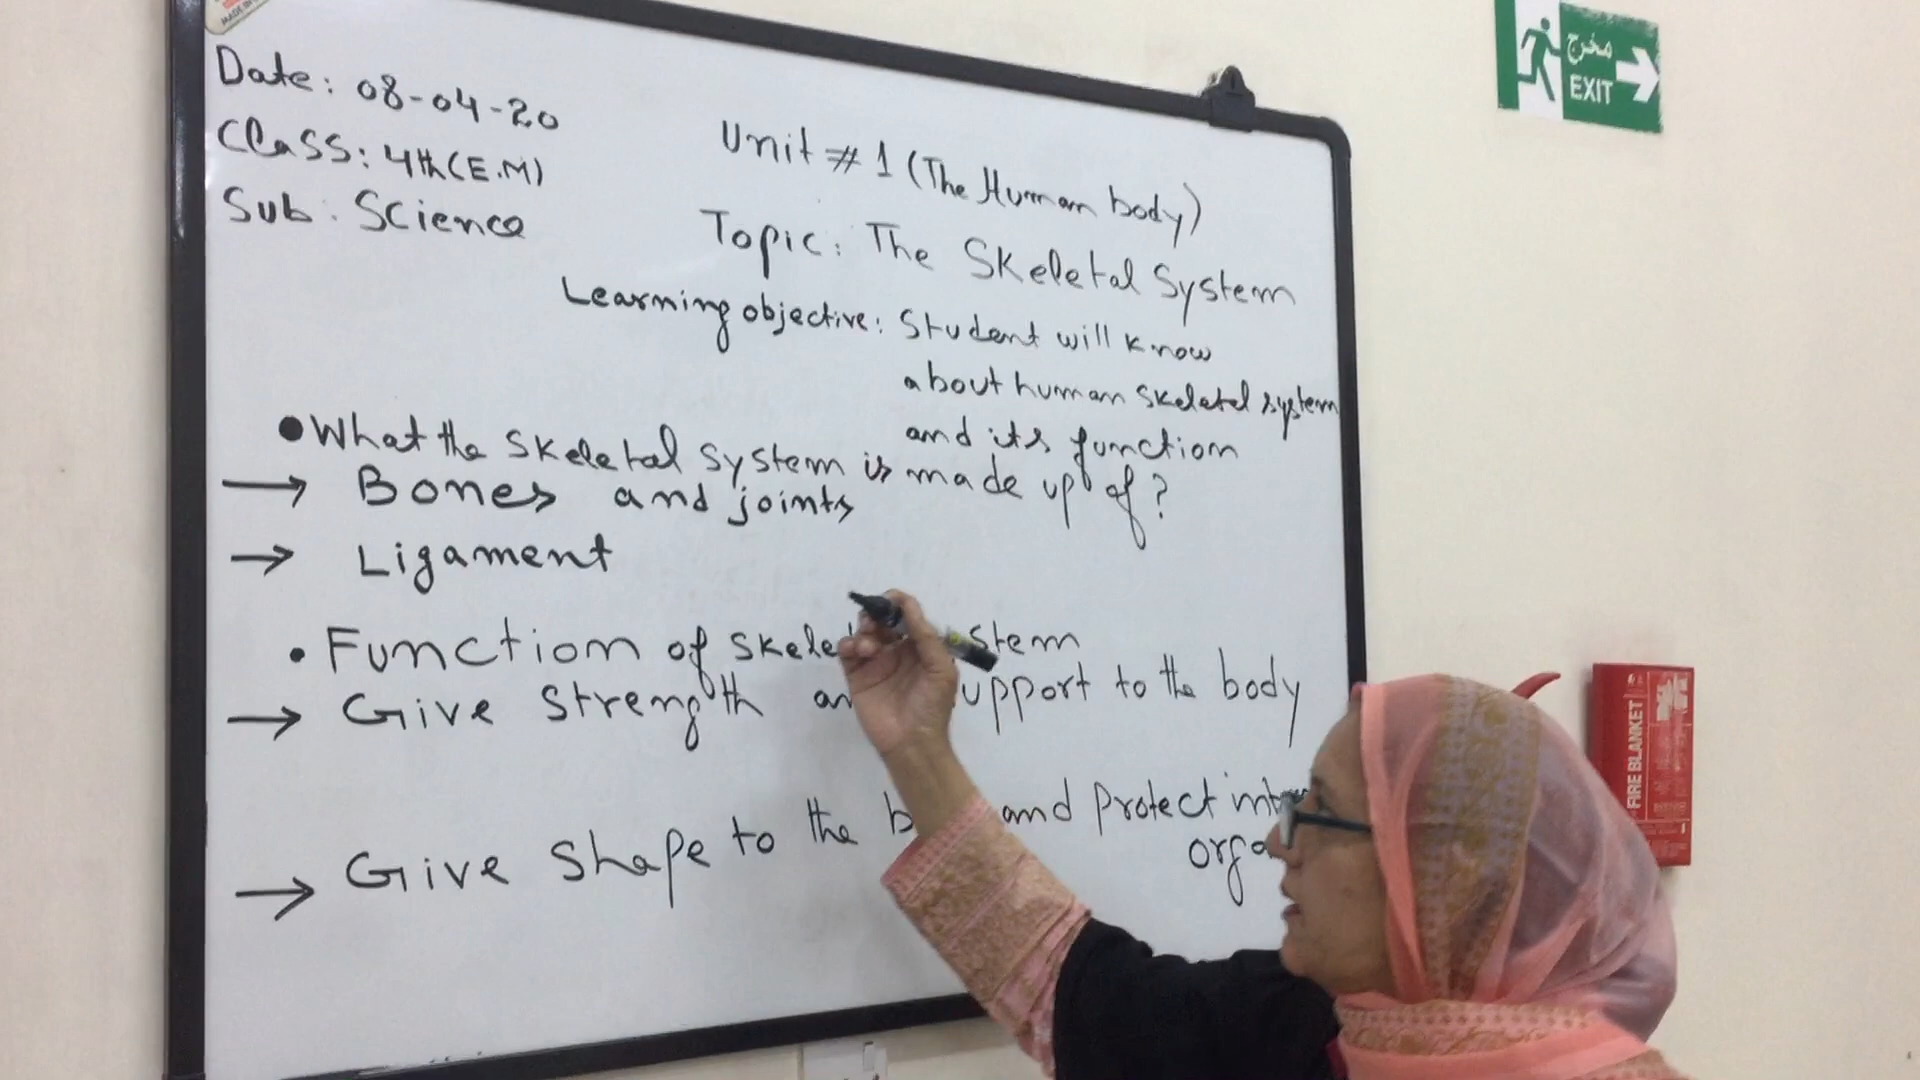 Date: 08-04-20
Class: 4th (E.M)
Sub: Science
Unit # 1 (The Human body)
Topic: The Skeletal System
Learning objective: Student will know
about human skeletal system
and its function
• What the skeletal system is made up of?
→ Bones and joints
→ Ligament
• Function of skele stem
→ Give strength an upport to the body
→ Give shape to the b and protect
orga
مخرج
EXIT
FIRE BLANKET